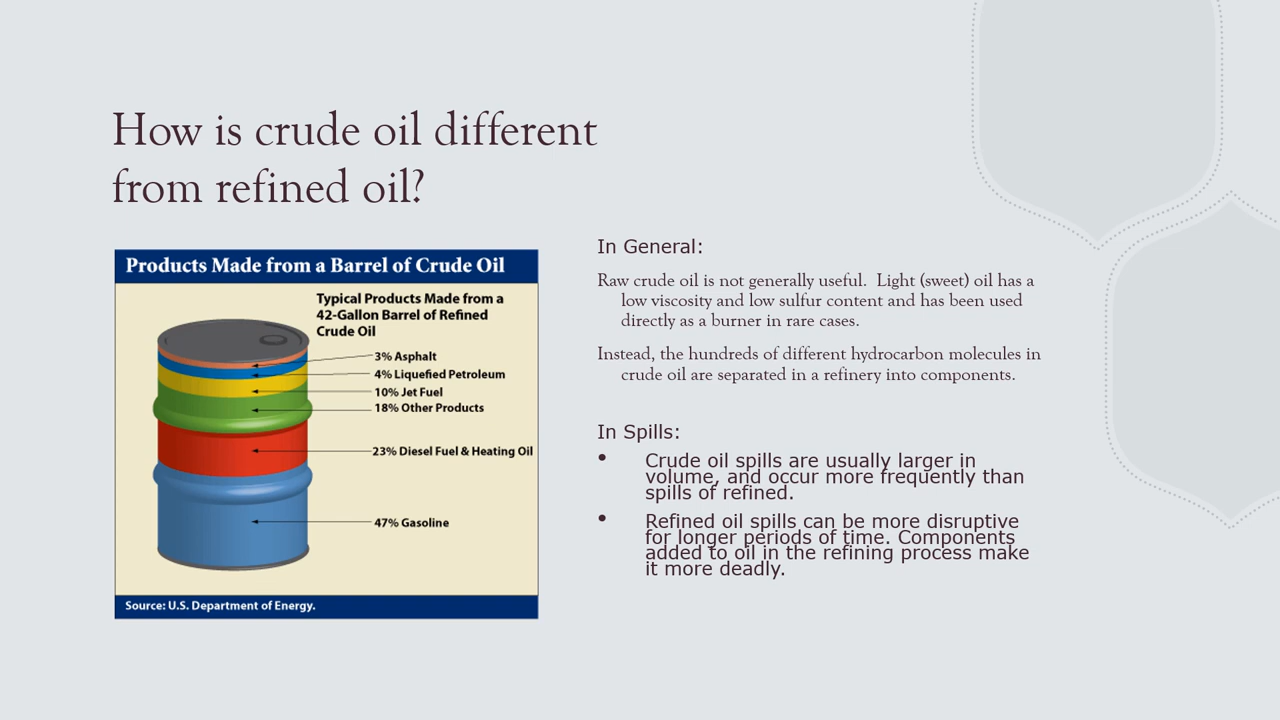 How is crude oil different
from refined oil?
Products Made from a Barrel of Crude Oil
Typical Products Made from a
42-Gallon Barrel of Refined
Crude Oil
3% Asphalt
4% Liquefied Petroleum
10% Jet Fuel
18% Other Products
23% Diesel Fuel & Heating Oil
47% Gasoline
Source: U.S. Department of Energy.
In General:
Raw crude oil is not generally useful.  Light (sweet) oil has a
low viscosity and low sulfur content and has been used
directly as a burner in rare cases.
Instead, the hundreds of different hydrocarbon molecules in
crude oil are separated in a refinery into components.
In Spills:
• Crude oil spills are usually larger in
volume, and occur more frequently than
spills of refined.
• Refined oil spills can be more disruptive
for longer periods of time. Components
added to oil in the refining process make
it more deadly.